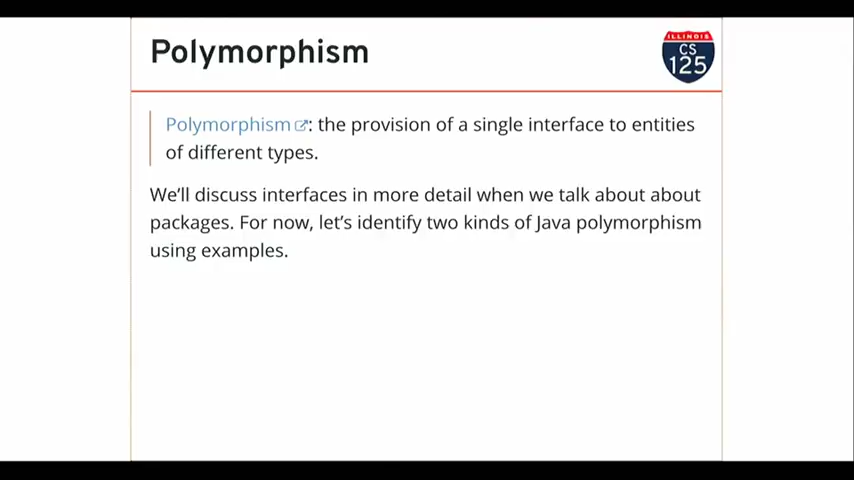 Polymorphism
ILLINOIS
CS
125
Polymorphism: the provision of a single interface to entities
of different types.
We'll discuss interfaces in more detail when we talk about about
packages. For now, let's identify two kinds of Java polymorphism
using examples.